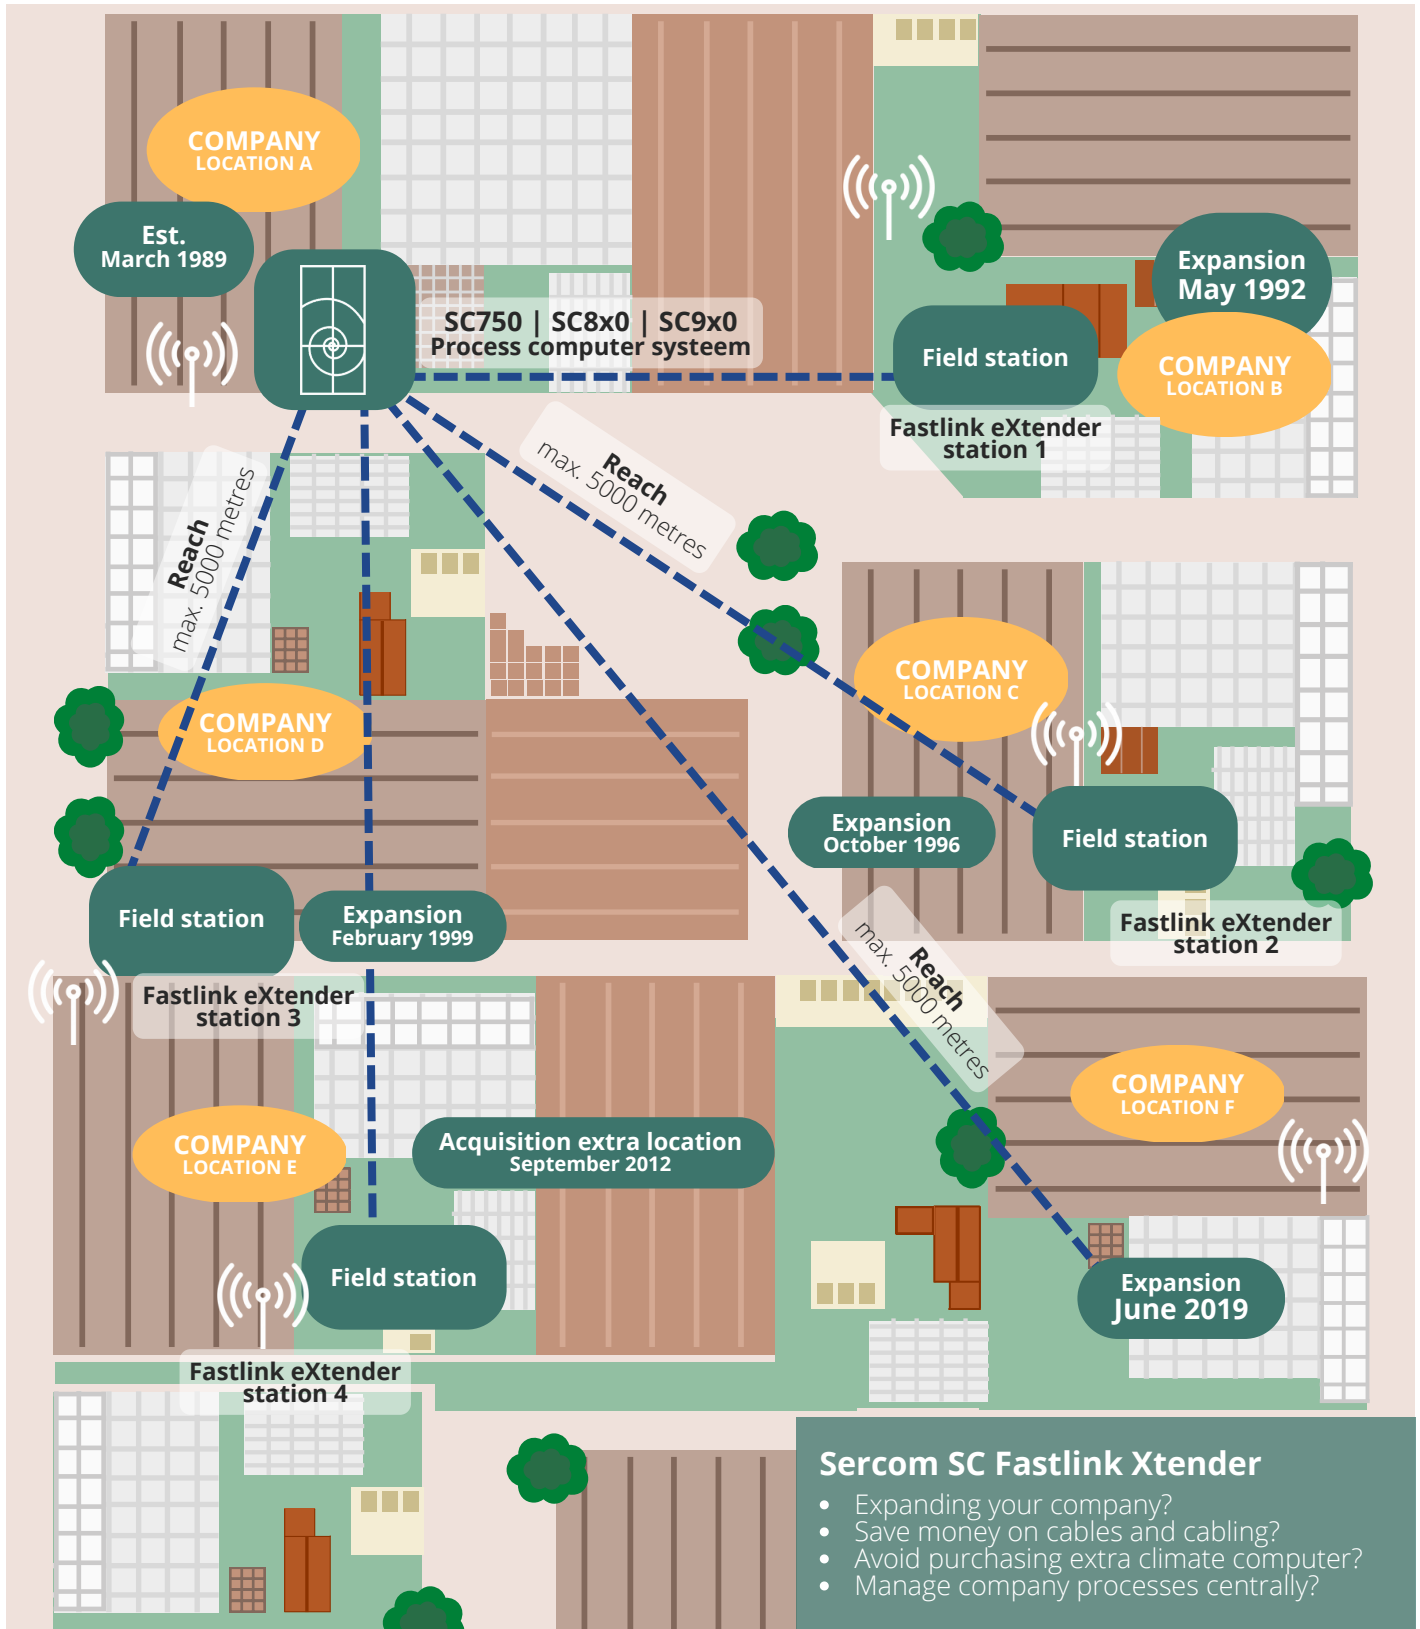 COMPANY
LOCATION A
Est.
March 1989
SC750 | SC8x0 | SC9x0
Process computer systeem
Expansion
May 1992
Field station
COMPANY
LOCATION B
Fastlink eXtender
station 1
Reach
max. 5000 metres
Reach
max. 5000 metres
COMPANY
LOCATION C
COMPANY
LOCATION D
Expansion
October 1996
Field station
Fastlink eXtender
station 2
Field station
Expansion
February 1999
Fastlink eXtender
station 3
Reach
max. 5000 metres
COMPANY
LOCATION F
COMPANY
LOCATION E
Acquisition extra location
September 2012
Field station
Expansion
June 2019
Fastlink eXtender
station 4
Sercom SC Fastlink Xtender
• Expanding your company?
• Save money on cables and cabling?
• Avoid purchasing extra climate computer?
• Manage company processes centrally?